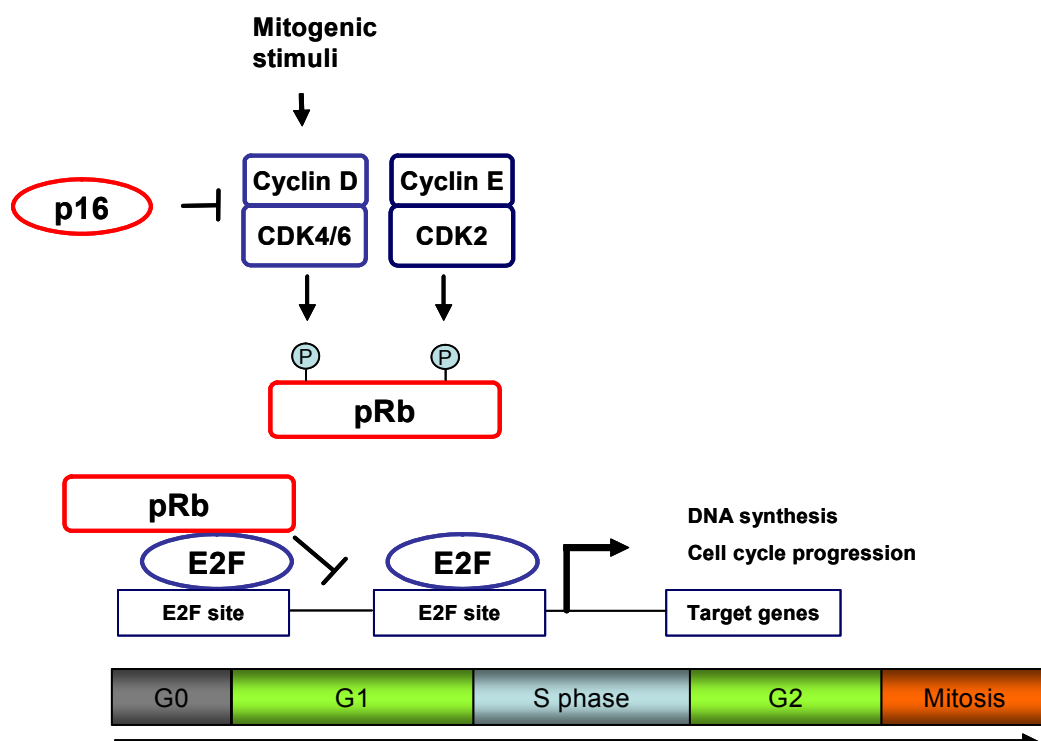 Mitogenic
stimuli
p16
Cyclin D
Cyclin E
CDK4/6
CDK2
P
P
pRb
pRb
E2F
E2F
DNA synthesis
Cell cycle progression
E2F site
E2F site
Target genes
G0
G1
S phase
G2
Mitosis